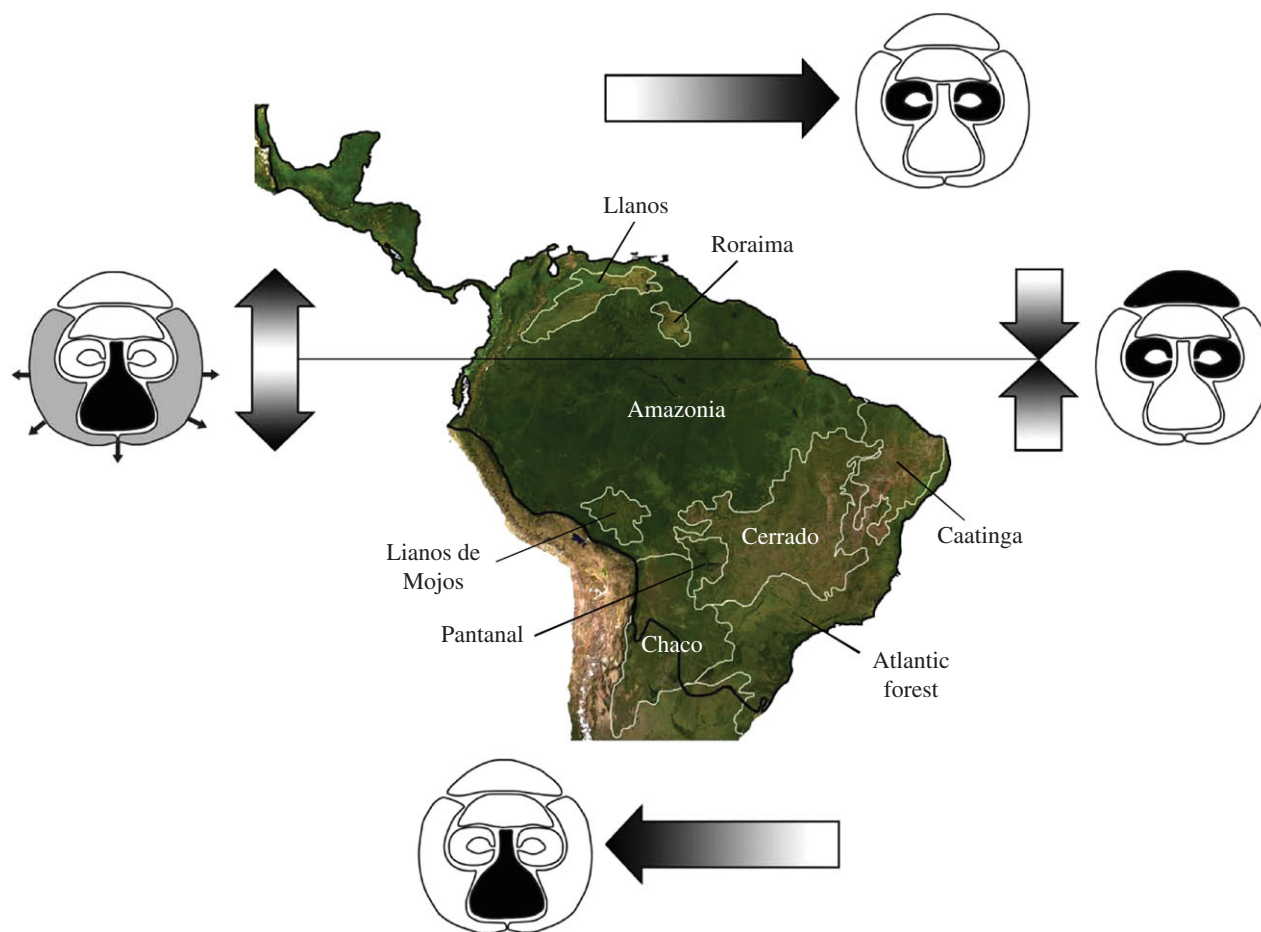 Llanos
Roraima
Amazonia
Caatinga
Cerrado
Lianos de
Mojos
Pantanal
Chaco
Atlantic
forest